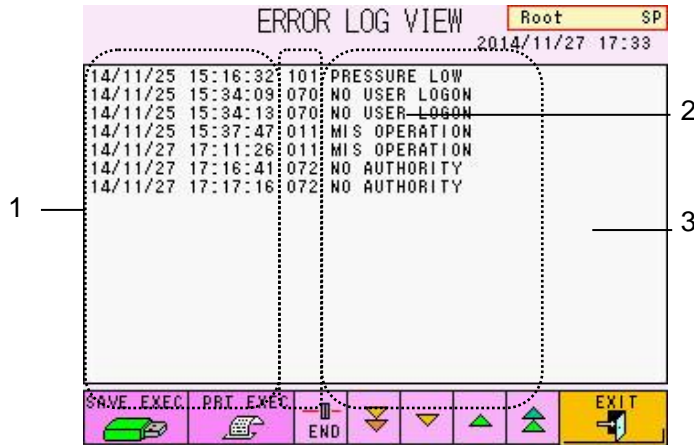 ERROR LOG VIEW
Root SP
2014/11/27 17:33
14/11/25 15:16:32 101 PRESSURE LOW
14/11/25 15:34:09 070 NO USER LOGON
14/11/25 15:34:13 070 NO USER LOGON
14/11/25 15:37:47 011 MIS OPERATION
14/11/27 17:11:26 011 MIS OPERATION
14/11/27 17:16:41 072 NO AUTHORITY
14/11/27 17:17:16 072 NO AUTHORITY
1
2
3
SAVE EXEC PRT EXEC END EXIT